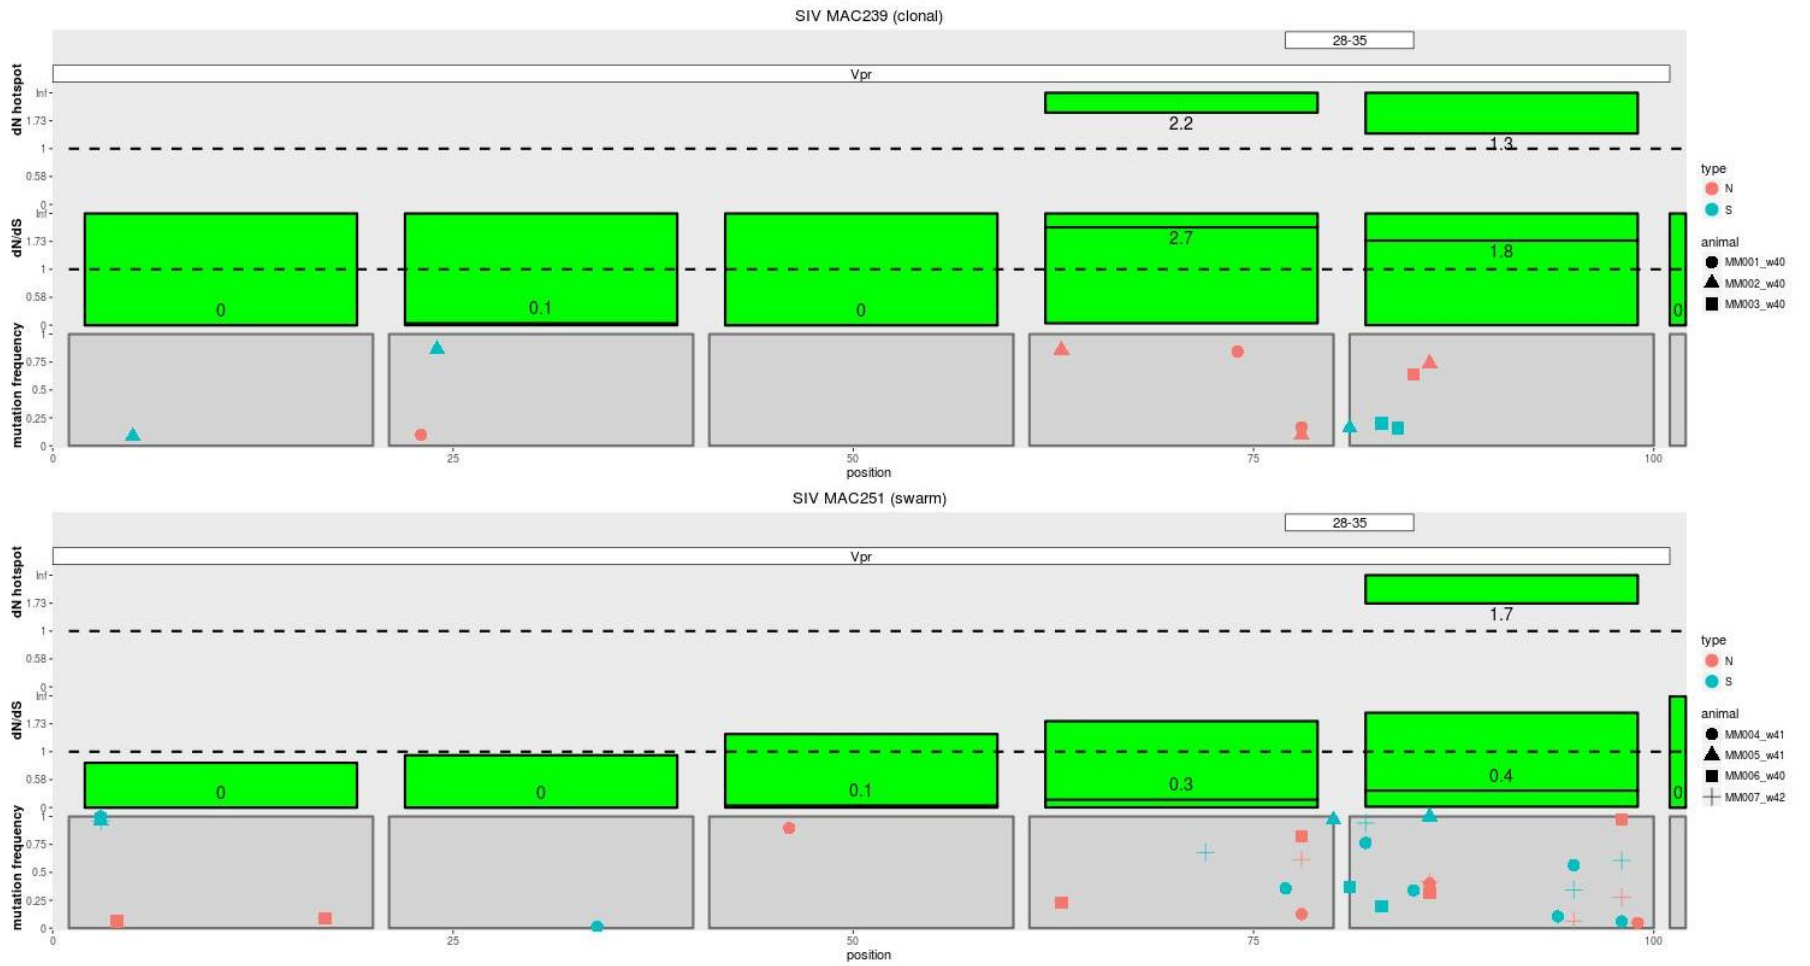 SIV MAC239 (clonal)
28-35
Vpr
dN hotspot
Inf
1.73
1
0.58
0
2.2
1.3
dN/dS
Inf
1.73
1
0.58
0
0
0.1
0
2.7
1.8
0
mutation frequency
1
0.75
0.5
0.25
0
0
25
50
75
100
position
type
N
S
animal
MM001_w40
MM002_w40
MM003_w40
SIV MAC251 (swarm)
28-35
Vpr
dN hotspot
Inf
1.73
1
0.58
0
1.7
dN/dS
Inf
1.73
1
0.58
0
0
0
0.1
0.3
0.4
0
mutation frequency
1
0.75
0.5
0.25
0
0
25
50
75
100
position
type
N
S
animal
MM004_w41
MM005_w41
MM006_w40
MM007_w42